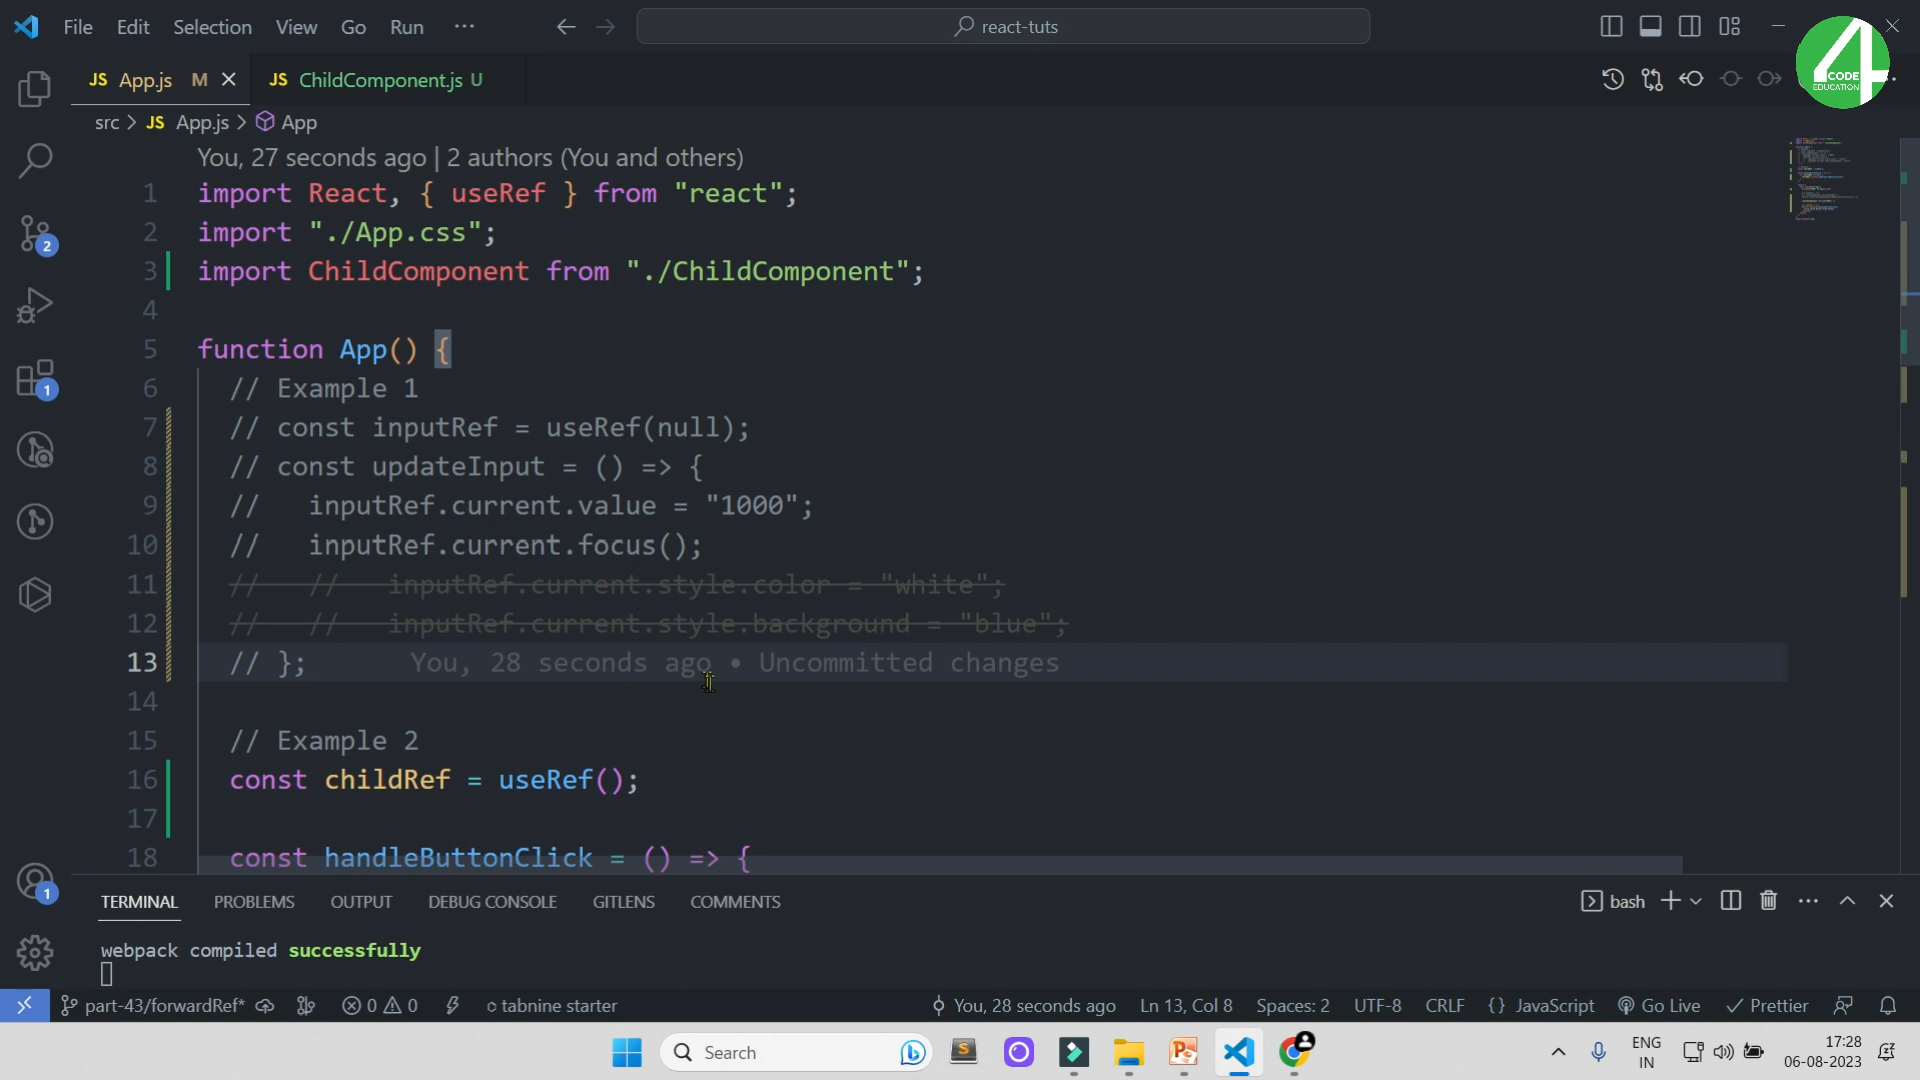 File Edit Selection View Go Run ··· react-tuts
4 CODE EDUCATION
JS App.js M JS ChildComponent.js U
src > JS App.js > App
You, 27 seconds ago | 2 authors (You and others)
1 import React, { useRef } from "react";
2 import "./App.css";
3 import ChildComponent from "./ChildComponent";
4
5 function App() {
6 // Example 1
7 // const inputRef = useRef(null);
8 // const updateInput = () => {
9 //   inputRef.current.value = "1000";
10 //   inputRef.current.focus();
11 //   //   inputRef.current.style.color = "white";
12 //   //   inputRef.current.style.background = "blue";
13 // }; You, 28 seconds ago • Uncommitted changes
14
15 // Example 2
16 const childRef = useRef();
17
18 const handleButtonClick = () => {
2
1
1
TERMINAL PROBLEMS OUTPUT DEBUG CONSOLE GITLENS COMMENTS bash
webpack compiled successfully
part-43/forwardRef* 0 0 tabnine starter You, 28 seconds ago Ln 13, Col 8 Spaces: 2 UTF-8 CRLF {} JavaScript Go Live Prettier
Search ENG IN 17:28 06-08-2023